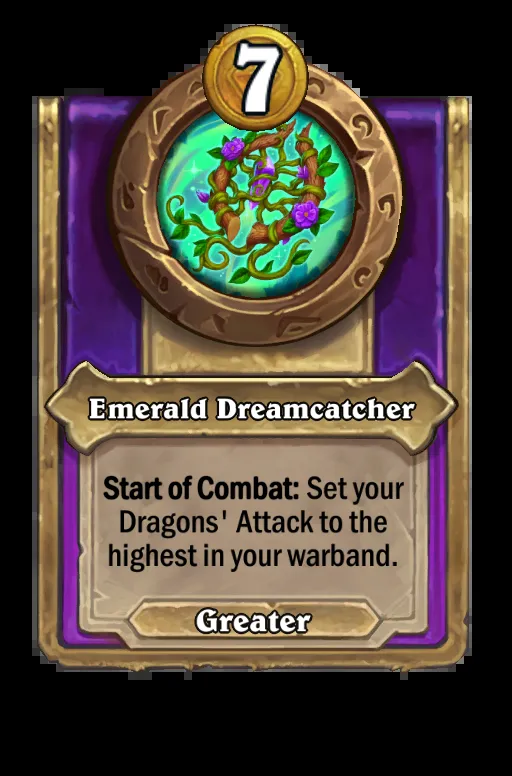 7
Emerald Dreamcatcher
Start of Combat: Set your
Dragons' Attack to the
highest in your warband.
Greater